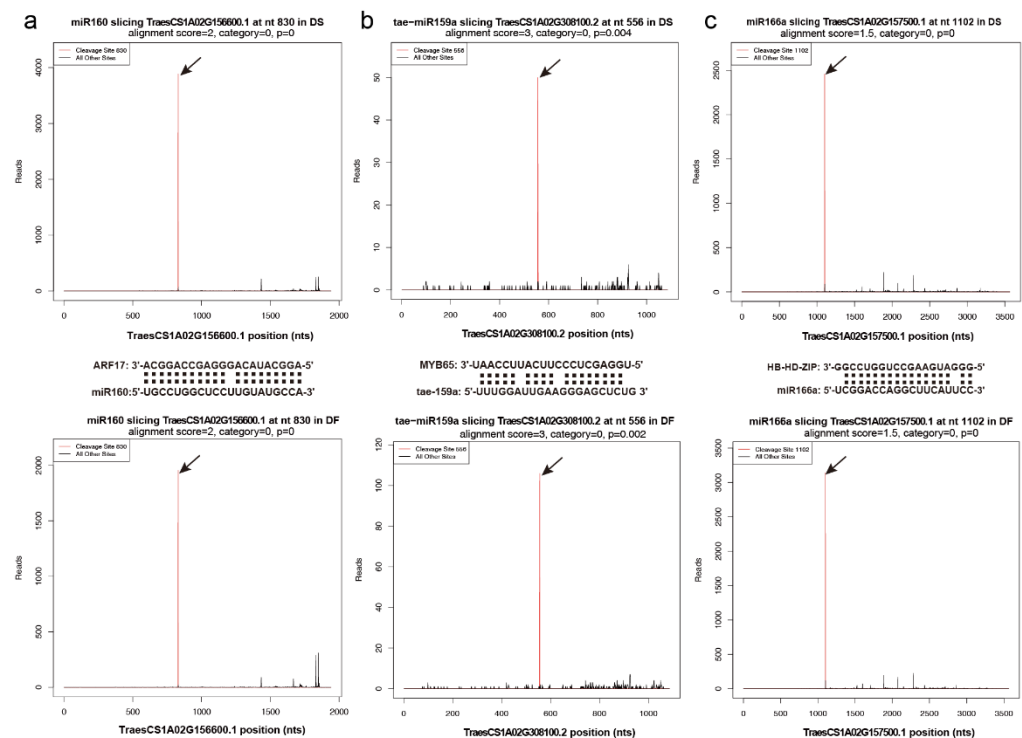 a
miR160 slicing TraesCS1A02G156600.1 at nt 830 in DS
alignment score=2, category=0, p=0
Cleavage Site 830
All Other Sites
Reads
0
1000
2000
3000
4000
0
500
1000
1500
2000
TraesCS1A02G156600.1 position (nts)
b
tae-miR159a slicing TraesCS1A02G308100.2 at nt 556 in DS
alignment score=3, category=0, p=0.004
Cleavage Site 556
All Other Sites
Reads
0
10
20
30
40
50
0
200
400
600
800
1000
TraesCS1A02G308100.2 position (nts)
c
miR166a slicing TraesCS1A02G157500.1 at nt 1102 in DS
alignment score=1.5, category=0, p=0
Cleavage Site 1102
All Other Sites
Reads
0
500
1000
1500
2000
2500
0
500
1000
1500
2000
2500
3000
3500
TraesCS1A02G157500.1 position (nts)
ARF17: 3'-ACGGACCGAGGGACAUACGGA-5'
miR160:5'-UGCCUGGCUCCUUGUAUGCCA-3'
MYB65: 3'-UAACCUUACUUCCCUCGAGGU-5'
tae-159a: 5'-UUUGGAUUGAAGGGAGCUCUG 3'
HB-HD-ZIP: 3'-GGCCUGGUCCGAAGUAGGG-5'
miR166a: 5'-UCGGACCAGGCUUCAUUCC-3'
miR160 slicing TraesCS1A02G156600.1 at nt 830 in DF
alignment score=2, category=0, p=0
Cleavage Site 830
All Other Sites
Reads
0
500
1000
1500
2000
0
500
1000
1500
2000
TraesCS1A02G156600.1 position (nts)
tae-miR159a slicing TraesCS1A02G308100.2 at nt 556 in DF
alignment score=3, category=0, p=0.002
Cleavage Site 556
All Other Sites
Reads
0
20
40
60
80
100
120
0
200
400
600
800
1000
TraesCS1A02G308100.2 position (nts)
miR166a slicing TraesCS1A02G157500.1 at nt 1102 in DF
alignment score=1.5, category=0, p=0
Cleavage Site 1102
All Other Sites
Reads
0
500
1000
1500
2000
2500
3000
3500
0
500
1000
1500
2000
2500
3000
3500
TraesCS1A02G157500.1 position (nts)